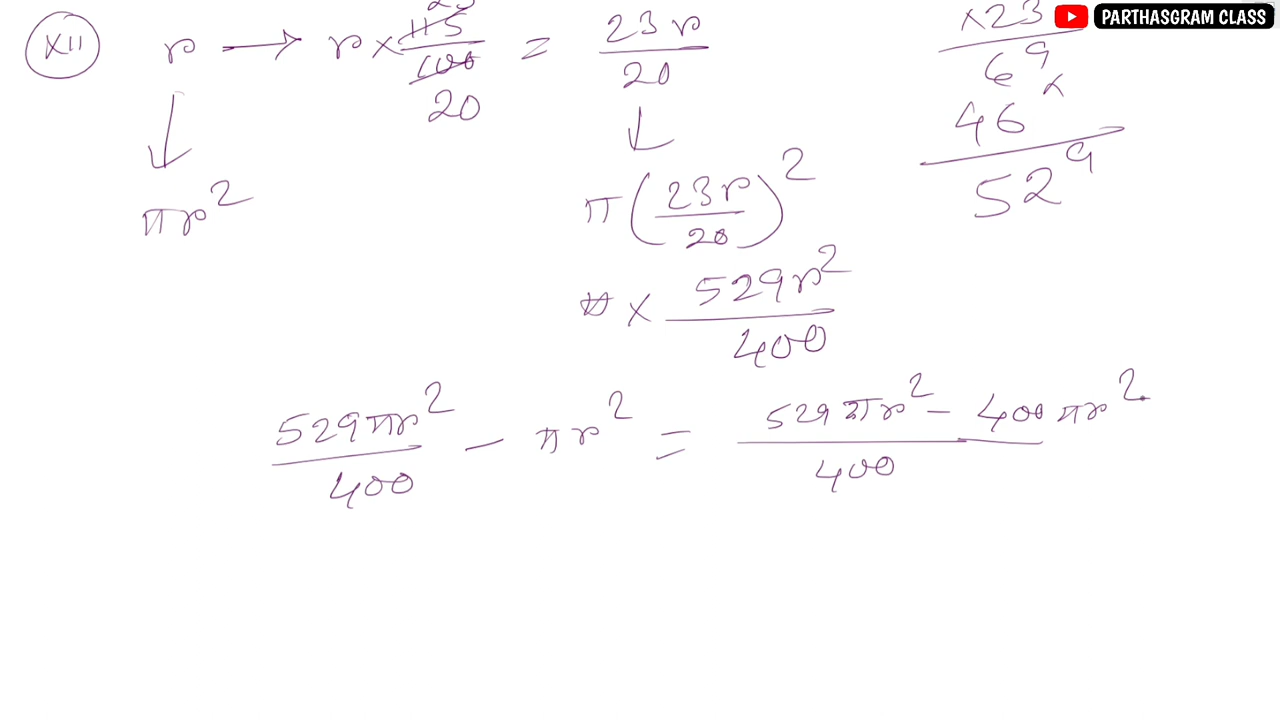 PARTHASGRAM CLASS
(XII) r → r × 115/100 = 23r/20
20
×23
69
46×
529
↓ ↓
πr² π(23r/20)²
π × 529r²/400
529πr²/400 − πr² = 529πr² − 400πr²/400